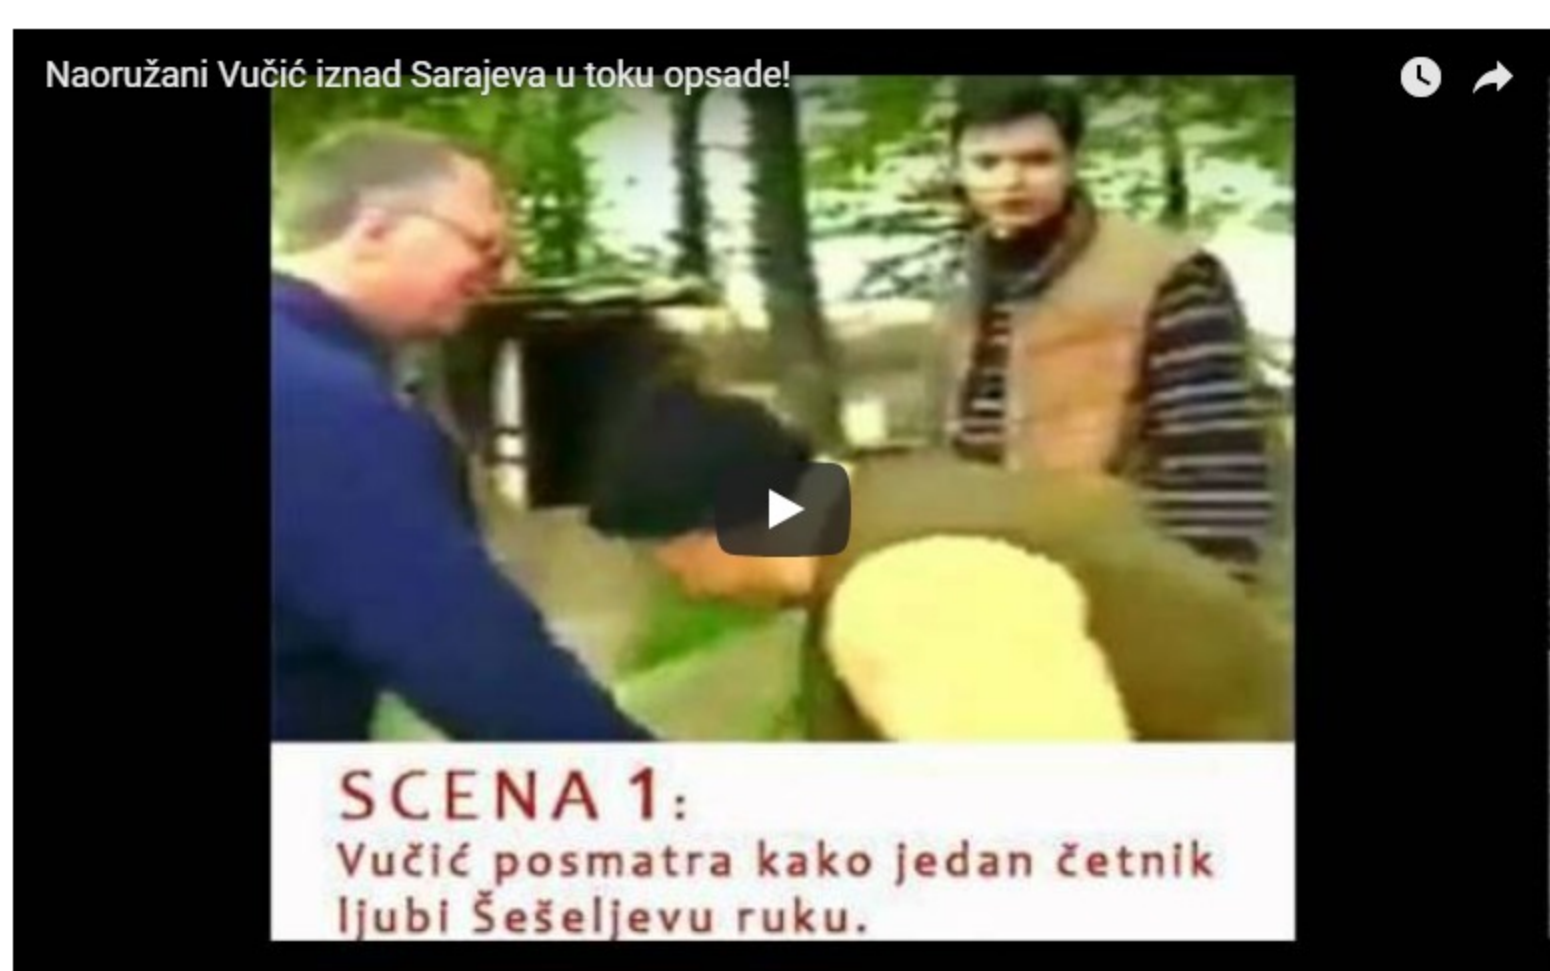 Naoružani Vučić iznad Sarajeva u toku opsade!
SCENA 1:
Vučić posmatra kako jedan četnik
ljubi Šešeljevu ruku.